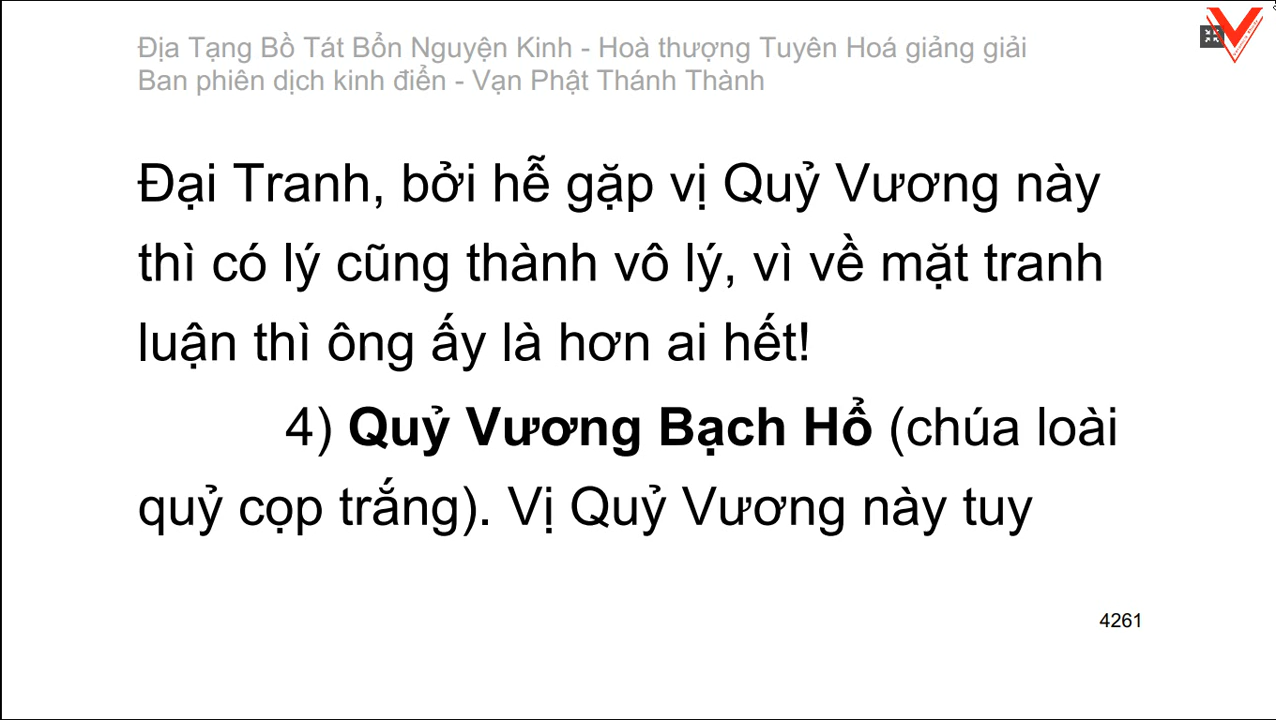 Địa Tạng Bồ Tát Bổn Nguyện Kinh - Hoà thượng Tuyên Hoá giảng giải
Ban phiên dịch kinh điển - Vạn Phật Thánh Thành
Đại Tranh, bởi hễ gặp vị Quỷ Vương này
thì có lý cũng thành vô lý, vì về mặt tranh
luận thì ông ấy là hơn ai hết!
4) Quỷ Vương Bạch Hổ (chúa loài
quỷ cọp trắng). Vị Quỷ Vương này tuy
4261